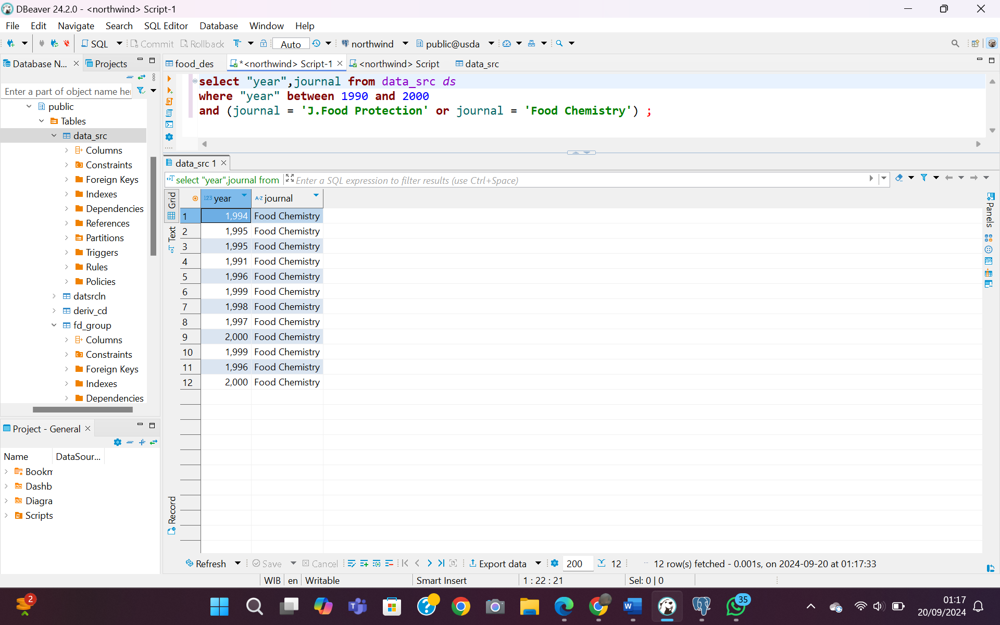 DBeaver 24.2.0 - <northwind> Script-1
File Edit Navigate Search SQL Editor Database Window Help
SQL Commit Rollback Auto northwind public@usda
Database N... Projects
food_des *<northwind> Script-1 <northwind> Script data_src
Enter a part of object name he
public
Tables
data_src
Columns
Constraints
Foreign Keys
Indexes
Dependencies
References
Partitions
Triggers
Rules
Policies
datsrcln
deriv_cd
fd_group
Columns
Constraints
Foreign Keys
Indexes
Dependencies
select "year",journal from data_src ds
where "year" between 1990 and 2000
and (journal = 'J.Food Protection' or journal = 'Food Chemistry') ;
data_src 1
select "year",journal from Enter a SQL expression to filter results (use Ctrl+Space)
Grid
Text
Record
Panels
123 year A-Z journal
1 1,994 Food Chemistry
2 1,995 Food Chemistry
3 1,995 Food Chemistry
4 1,991 Food Chemistry
5 1,996 Food Chemistry
6 1,999 Food Chemistry
7 1,998 Food Chemistry
8 1,997 Food Chemistry
9 2,000 Food Chemistry
10 1,999 Food Chemistry
11 1,996 Food Chemistry
12 2,000 Food Chemistry
Project - General
Name DataSour...
Bookm
Dashb
Diagra
Scripts
Refresh Save Cancel Export data 200 12 12 row(s) fetched - 0.001s, on 2024-09-20 at 01:17:33
WIB en Writable Smart Insert 1 : 22 : 21 Sel: 0 | 0
2
35
01:17
20/09/2024